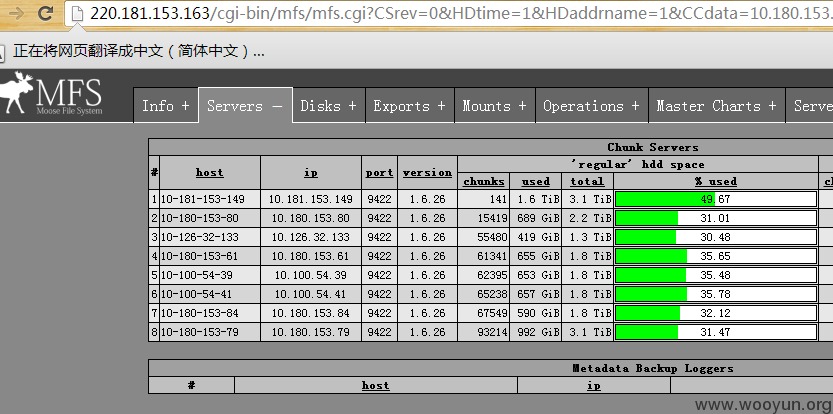 220.181.153.163/cgi-bin/mfs/mfs.cgi?CSrev=0&HDtime=1&HDaddrname=1&CCdata=10.180.153.
正在将网页翻译成中文（简体中文）...
MFS
Moose File System
Info + Servers − Disks + Exports + Mounts + Operations + Master Charts + Serve
Chunk Servers
# host ip port version 'regular' hdd space
chunks used total % used
1 10-181-153-149 10.181.153.149 9422 1.6.26 141 1.6 TiB 3.1 TiB 49.67
2 10-180-153-80 10.180.153.80 9422 1.6.26 15419 689 GiB 2.2 TiB 31.01
3 10-126-32-133 10.126.32.133 9422 1.6.26 55480 419 GiB 1.3 TiB 30.48
4 10-180-153-61 10.180.153.61 9422 1.6.26 61341 655 GiB 1.8 TiB 35.65
5 10-100-54-39 10.100.54.39 9422 1.6.26 62395 653 GiB 1.8 TiB 35.48
6 10-100-54-41 10.100.54.41 9422 1.6.26 65238 657 GiB 1.8 TiB 35.78
7 10-180-153-84 10.180.153.84 9422 1.6.26 67549 590 GiB 1.8 TiB 32.12
8 10-180-153-79 10.180.153.79 9422 1.6.26 93214 992 GiB 3.1 TiB 31.47
Metadata Backup Loggers
# host ip
www.wooyun.org